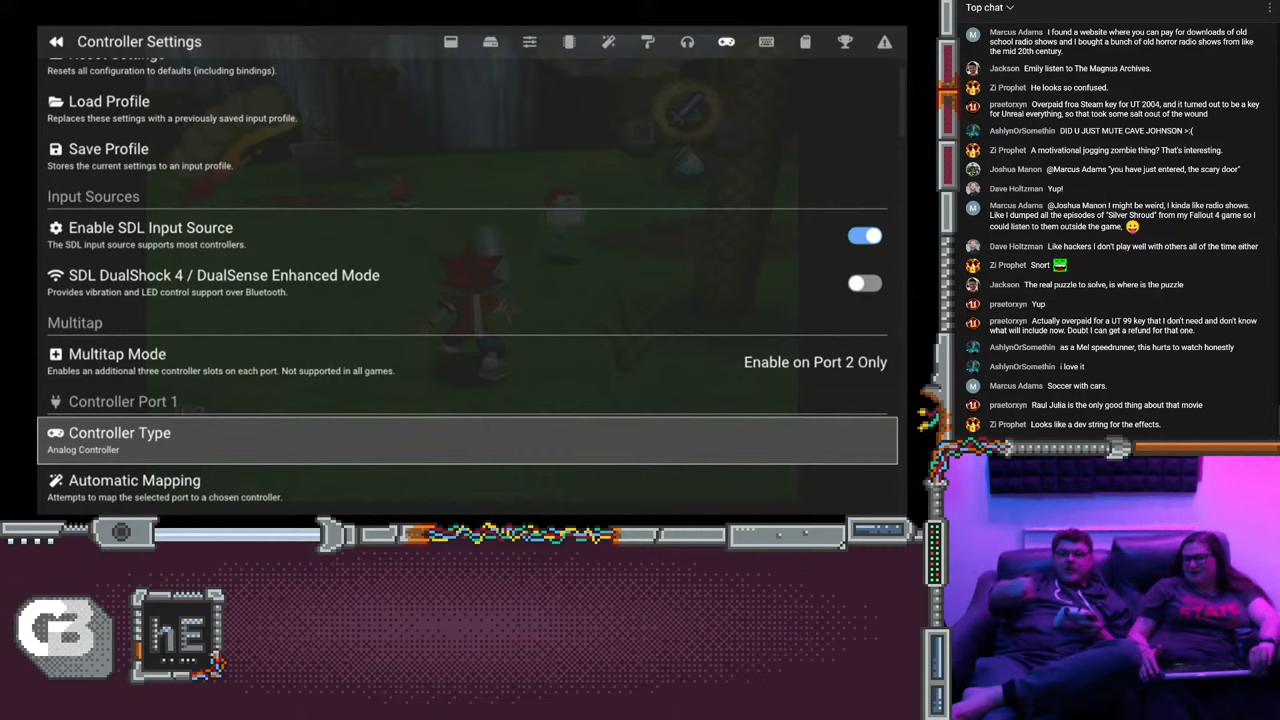 Controller Settings
Reset Settings
Resets all configuration to defaults (including bindings).
Load Profile
Replaces these settings with a previously saved input profile.
Save Profile
Stores the current settings to an input profile.
Input Sources
Enable SDL Input Source
The SDL input source supports most controllers.
SDL DualShock 4 / DualSense Enhanced Mode
Provides vibration and LED control support over Bluetooth.
Multitap
Multitap Mode
Enables an additional three controller slots on each port. Not supported in all games.
Enable on Port 2 Only
Controller Port 1
Controller Type
Analog Controller
Automatic Mapping
Attempts to map the selected port to a chosen controller.
Top chat
M Marcus Adams I found a website where you can pay for downloads of old
school radio shows and I bought a bunch of old horror radio shows from like
the mid 20th century.
Jackson Emily listen to The Magnus Archives.
Zi Prophet He looks so confused.
praetorxyn Overpaid froa Steam key for UT 2004, and it turned out to be a key
for Unreal everything, so that took some salt oout of the wound
AshlynOrSomethin DID U JUST MUTE CAVE JOHNSON >:(
Zi Prophet A motivational jogging zombie thing? That's interesting.
Joshua Manon @Marcus Adams "you have just entered, the scary door"
Dave Holtzman Yup!
M Marcus Adams @Joshua Manon I might be weird, I kinda like radio shows.
Like I dumped all the episodes of "Silver Shroud" from my Fallout 4 game so I
could listen to them outside the game,
Dave Holtzman Like hackers I don't play well with others all of the time either
Zi Prophet Snort
Jackson The real puzzle to solve, is where is the puzzle
praetorxyn Yup
praetorxyn Actually overpaid for a UT 99 key that I don't need and don't know
what will include now. Doubt I can get a refund for that one.
AshlynOrSomethin as a Mel speedrunner, this hurts to watch honestly
AshlynOrSomethin i love it
M Marcus Adams Soccer with cars.
praetorxyn Raul Julia is the only good thing about that movie
Zi Prophet Looks like a dev string for the effects.
GB
hE
STATE